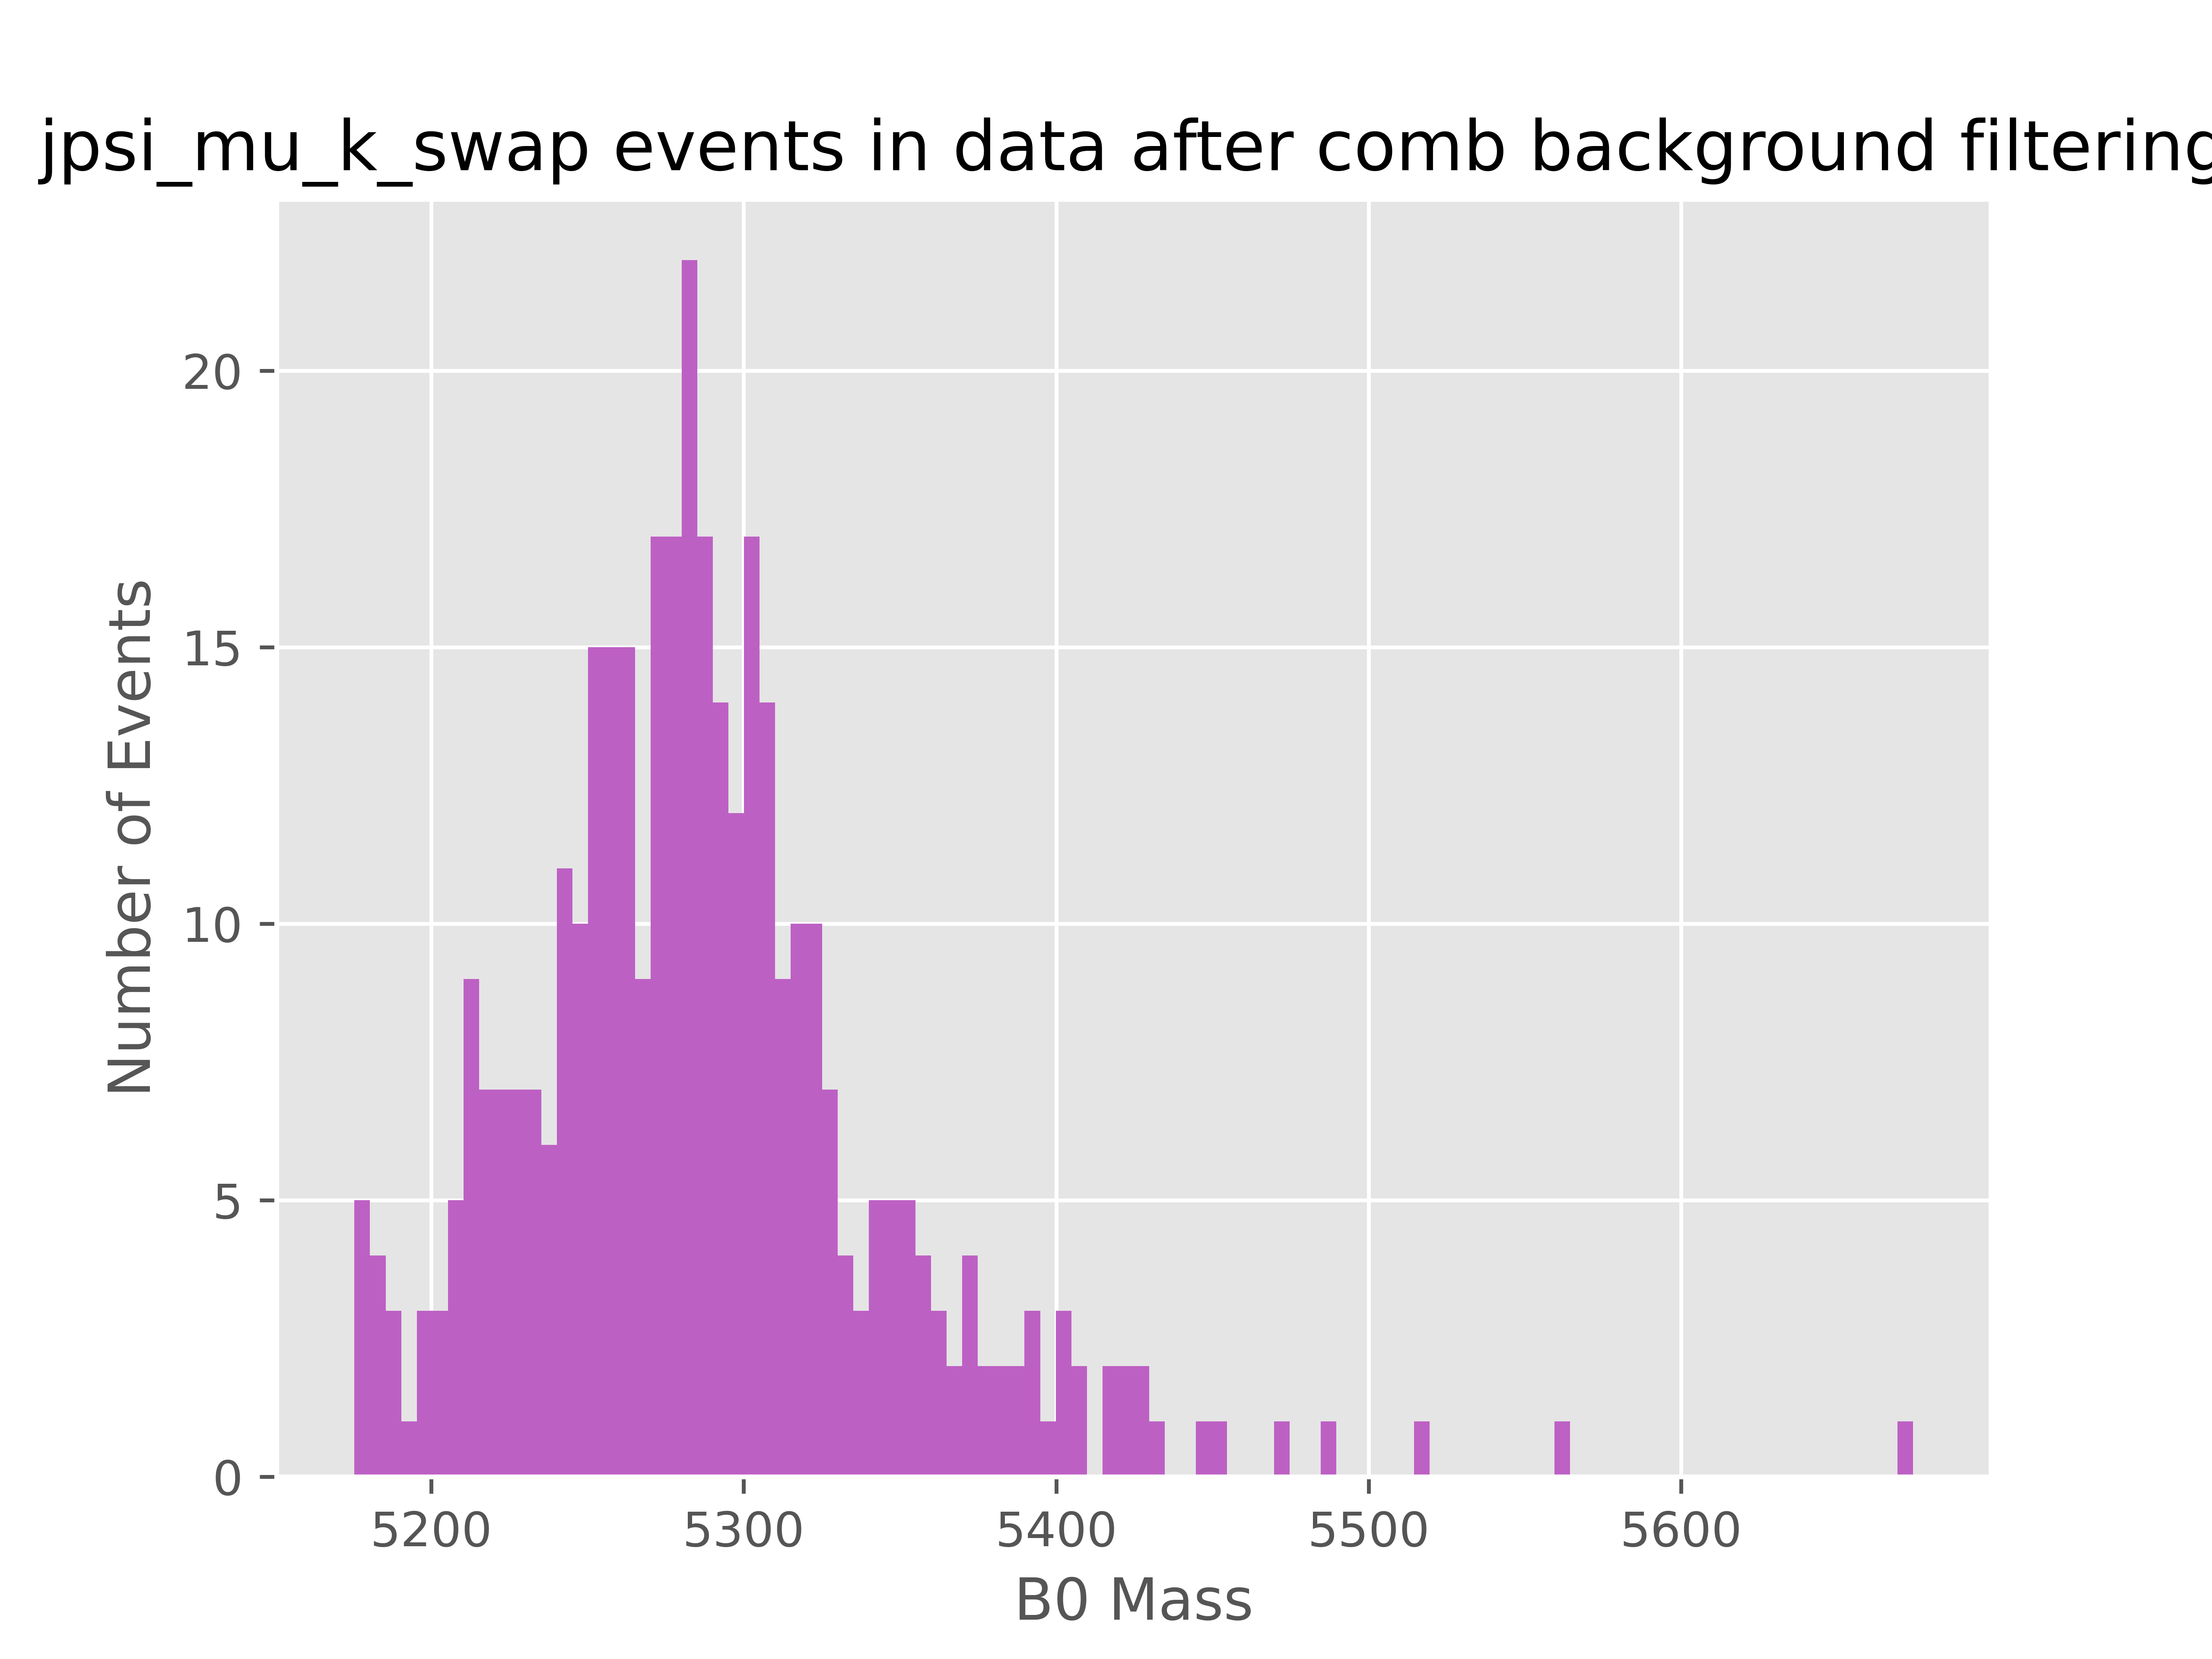 jpsi_mu_k_swap events in data after comb background filtering
Number of Events
20
15
10
5
0
5200 5300 5400 5500 5600
B0 Mass